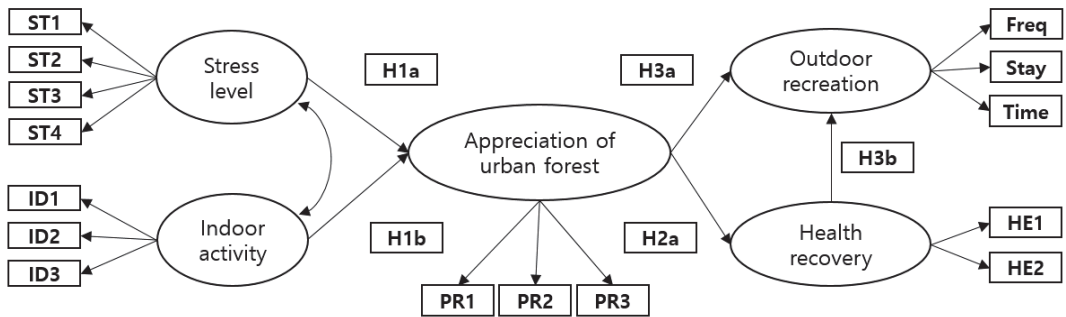 ST1
ST2
ST3
ST4
Stress
level
H1a
H3a
Outdoor
recreation
Freq
Stay
Time
Appreciation of
urban forest
H3b
ID1
ID2
ID3
Indoor
activity
H1b
H2a
Health
recovery
HE1
HE2
PR1
PR2
PR3